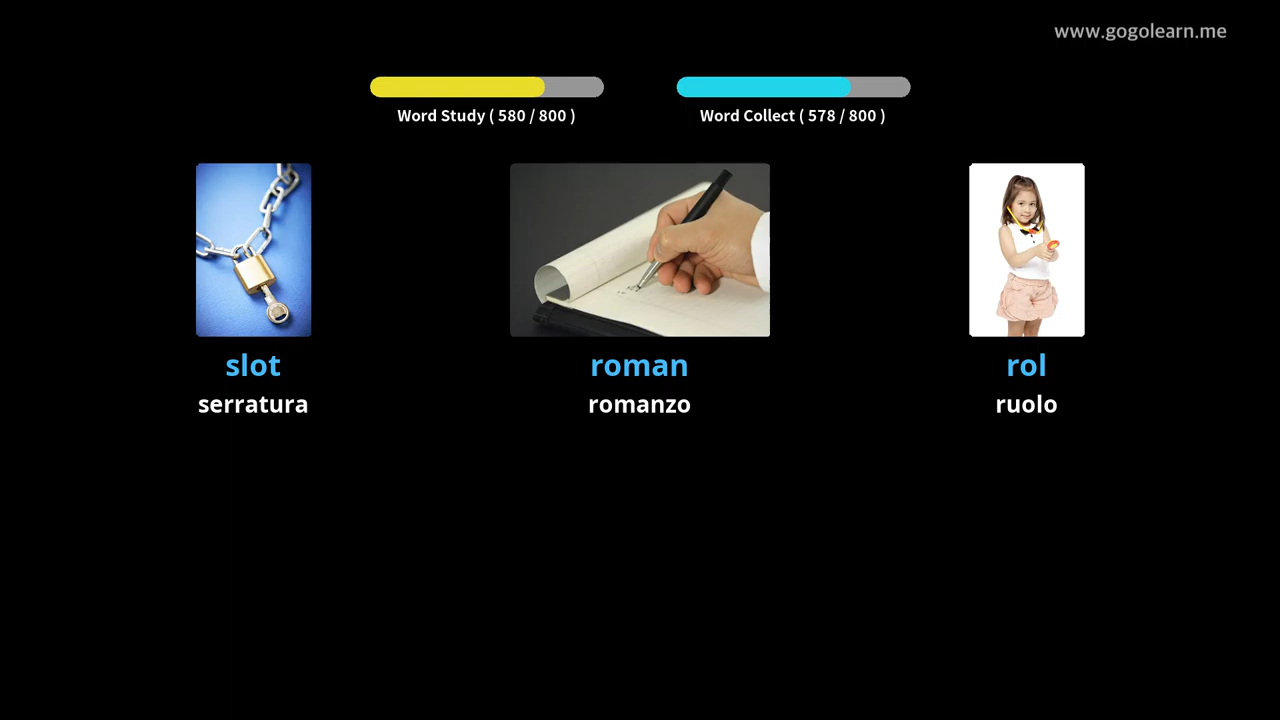 www.gogolearn.me
Word Study ( 580 / 800 )
Word Collect ( 578 / 800 )
slot
serratura
roman
romanzo
rol
ruolo